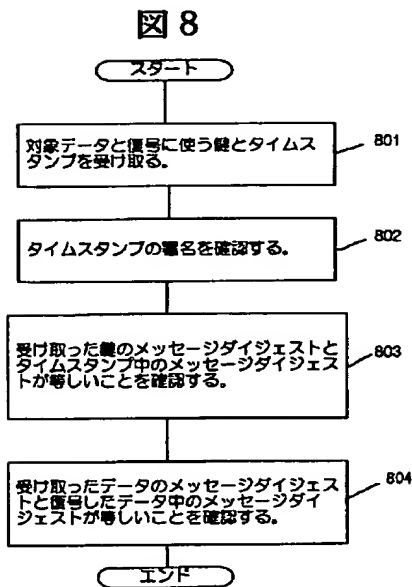 図 8
スタート
対象データと復号に使う鍵とタイムス
タンプを受け取る。
801
タイムスタンプの署名を確認する。
802
受け取った鍵のメッセージダイジェストと
タイムスタンプ中のメッセージダイジェス
トが等しいことを確認する。
803
受け取ったデータのメッセージダイジェス
トと復号したデータ中のメッセージダイ
ジェストが等しいことを確認する。
804
エンド